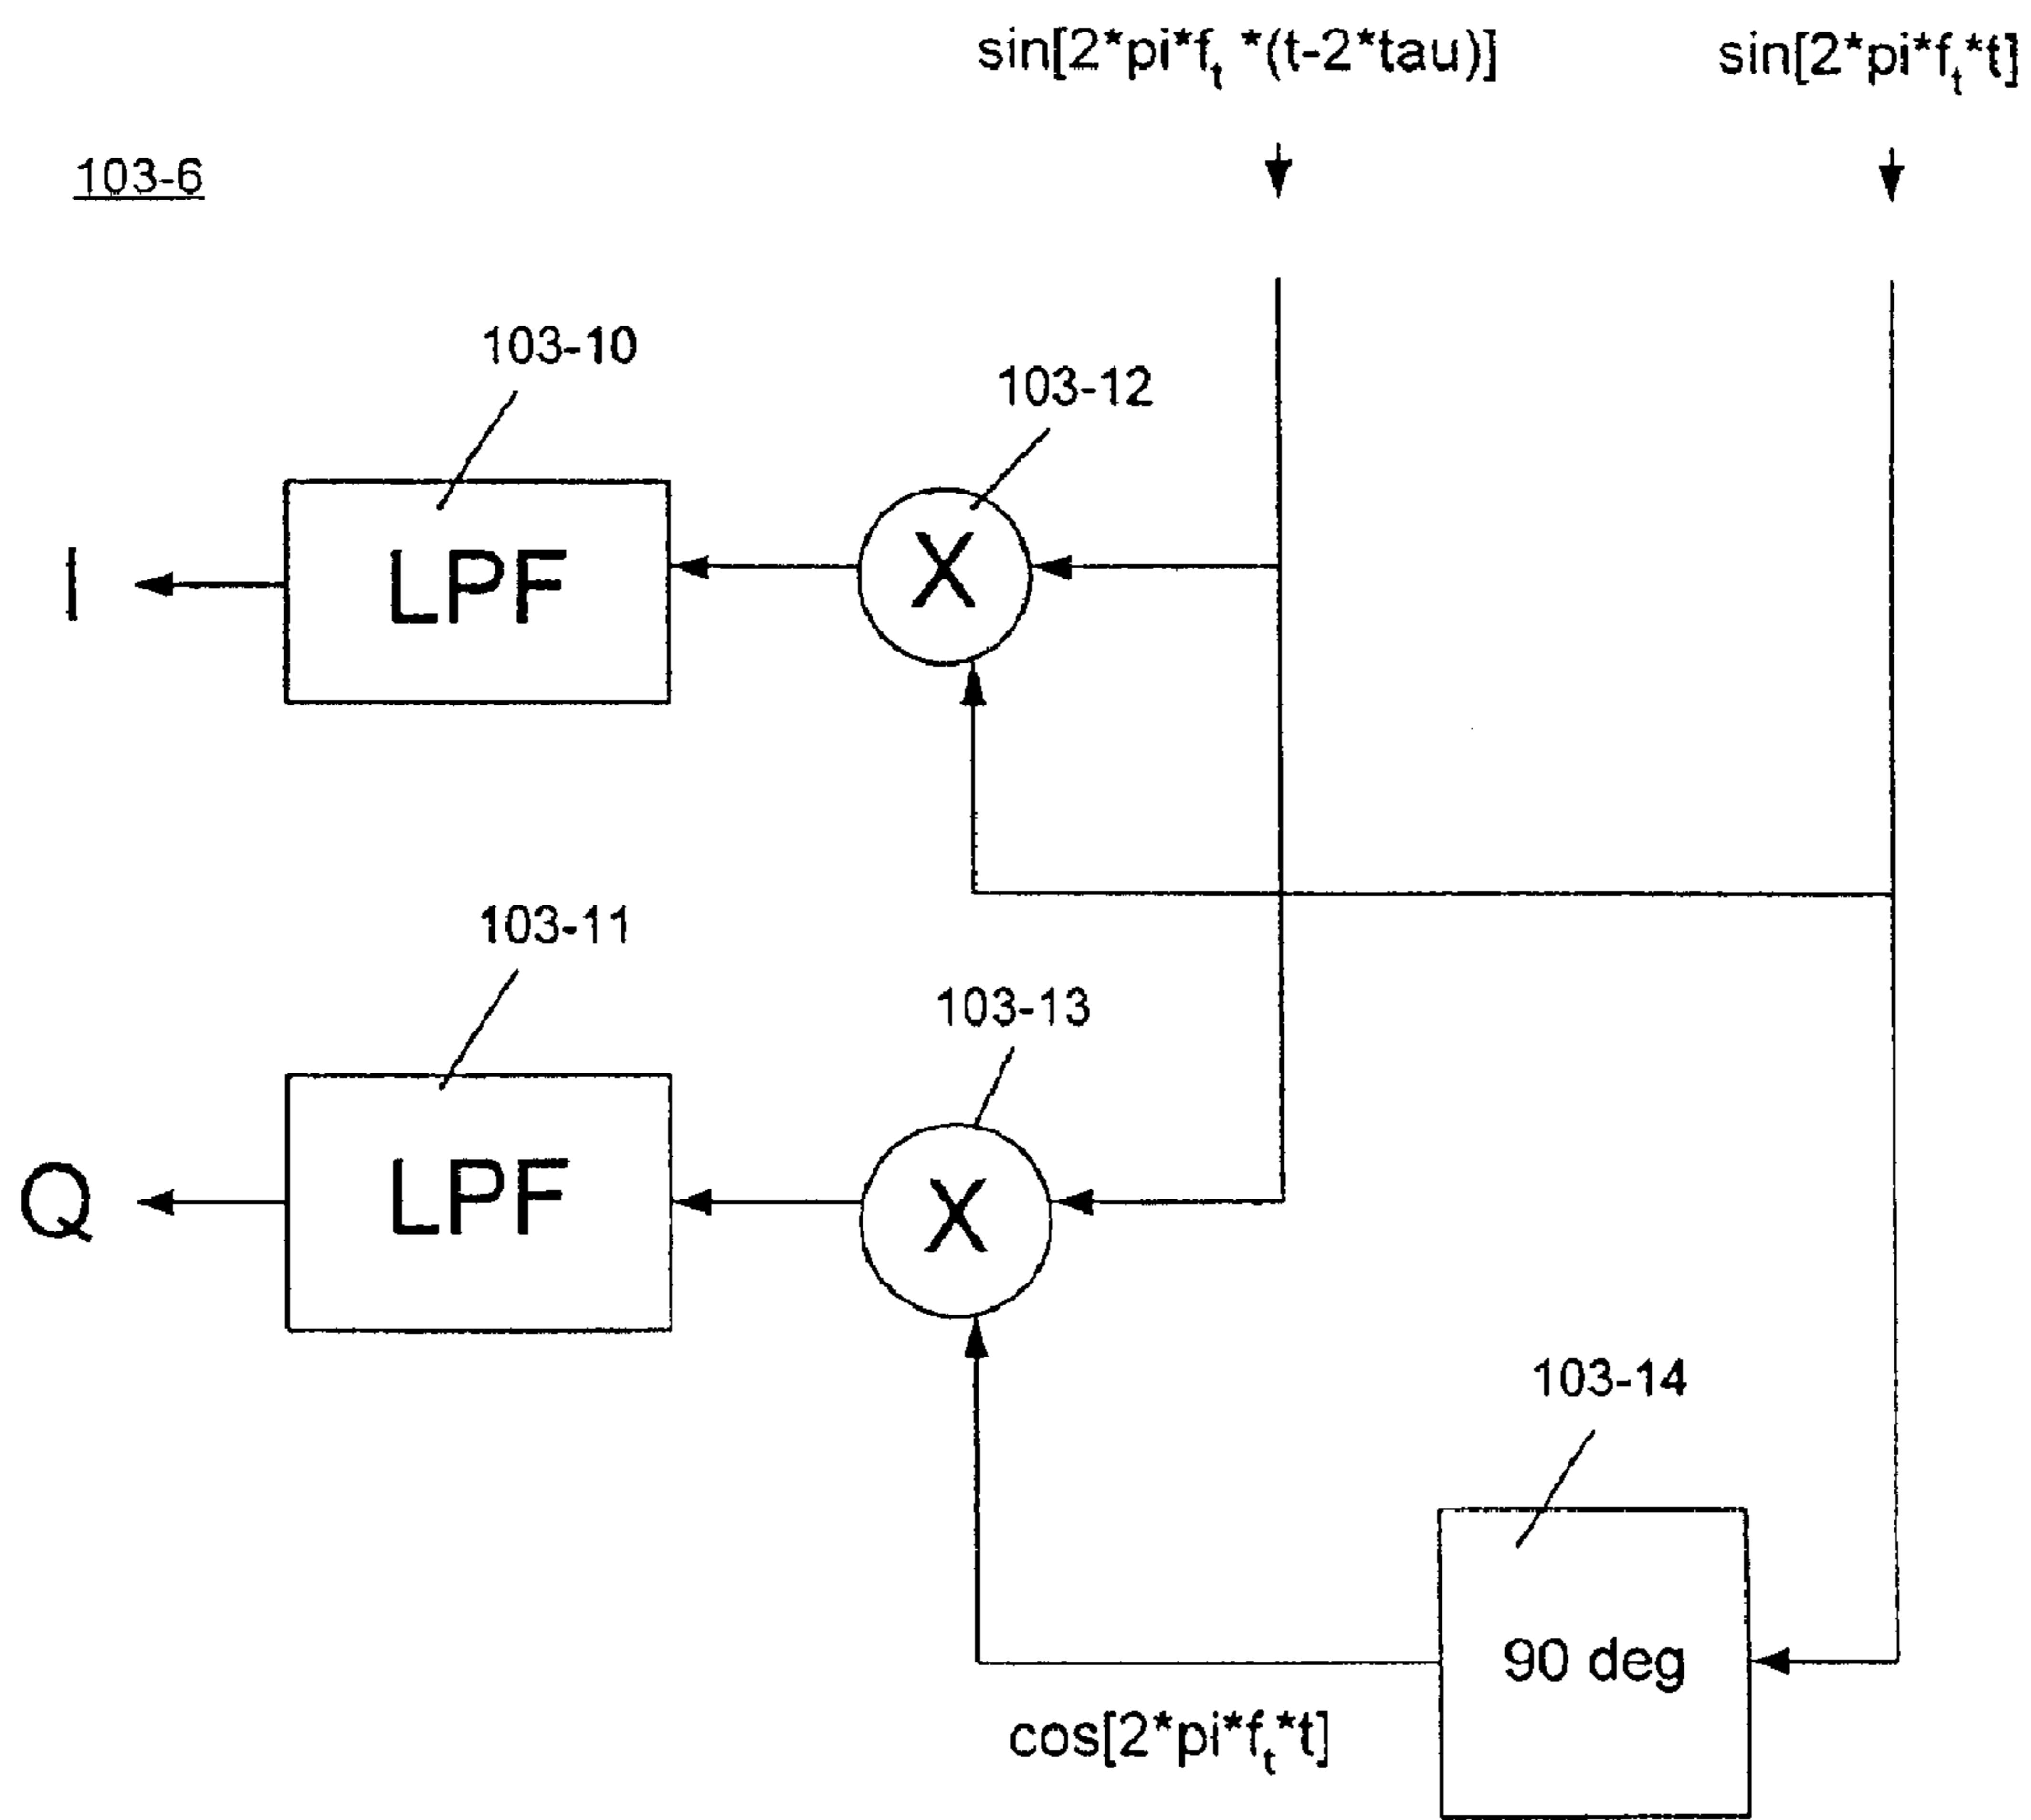 sin[2*pi*fₜ*(t-2*tau)]
sin[2*pi*fₜ*t]
103-6
103-10
103-12
LPF
X
I
103-11
103-13
LPF
X
Q
103-14
90 deg
cos[2*pi*fₜ*t]